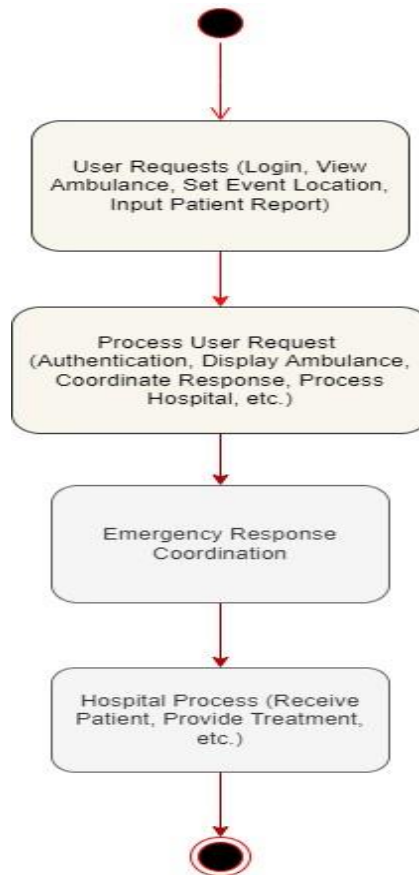 User Requests (Login, View
Ambulance, Set Event Location,
Input Patient Report)
Process User Request
(Authentication, Display Ambulance,
Coordinate Response, Process
Hospital, etc.)
Emergency Response
Coordination
Hospital Process (Receive
Patient, Provide Treatment,
etc.)